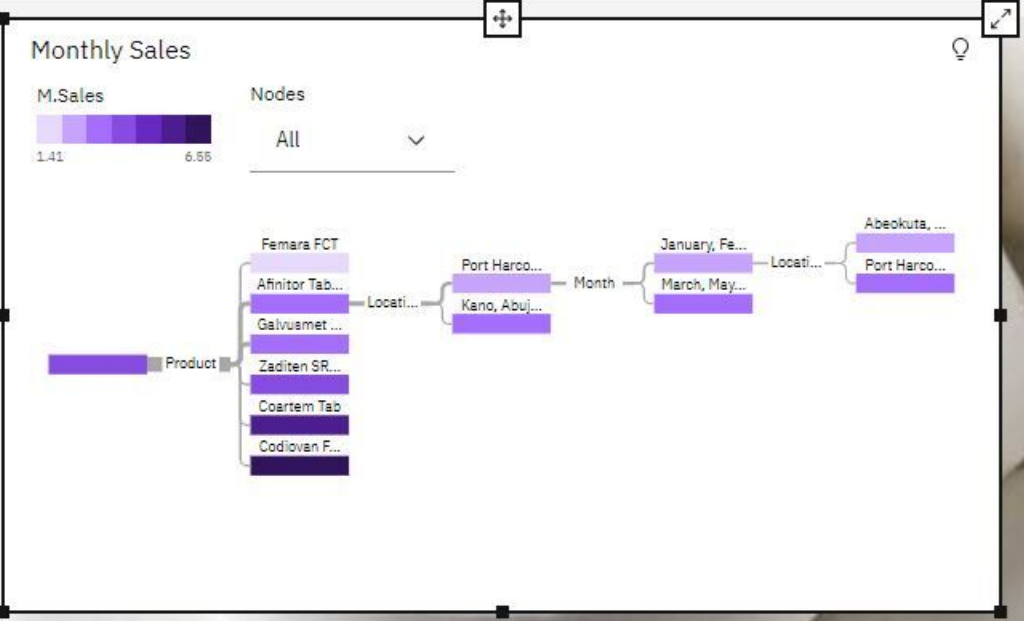 Monthly Sales
M.Sales
1.41
6.55
Nodes
All
Product
Femara FCT
Afinitor Tab...
Galvusmet ...
Zaditen SR...
Coartem Tab
Codiovan F...
Locati...
Port Harco...
Kano, Abuj...
Month
January, Fe...
March, May...
Locati...
Abeokuta, ...
Port Harco...